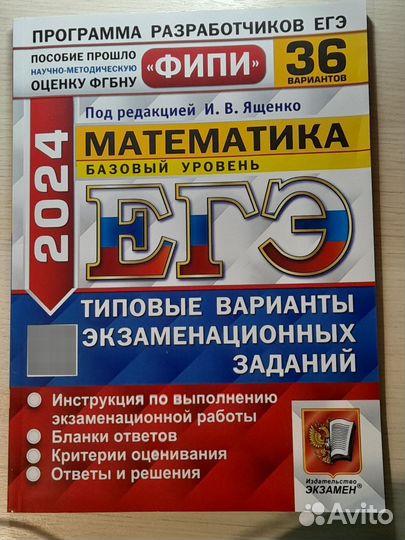 ПРОГРАММА РАЗРАБОТЧИКОВ ЕГЭ
ПОСОБИЕ ПРОШЛО
НАУЧНО-МЕТОДИЧЕСКУЮ
ОЦЕНКУ ФГБНУ
«ФИПИ»
36
ВАРИАНТОВ
Под редакцией И. В. Ященко
2024
МАТЕМАТИКА
БАЗОВЫЙ УРОВЕНЬ
ЕГЭ
ТИПОВЫЕ ВАРИАНТЫ
ЭКЗАМЕНАЦИОННЫХ
ЗАДАНИЙ
Инструкция по выполнению
экзаменационной работы
Бланки ответов
Критерии оценивания
Ответы и решения
Издательство
ЭКЗАМЕН®
Avito